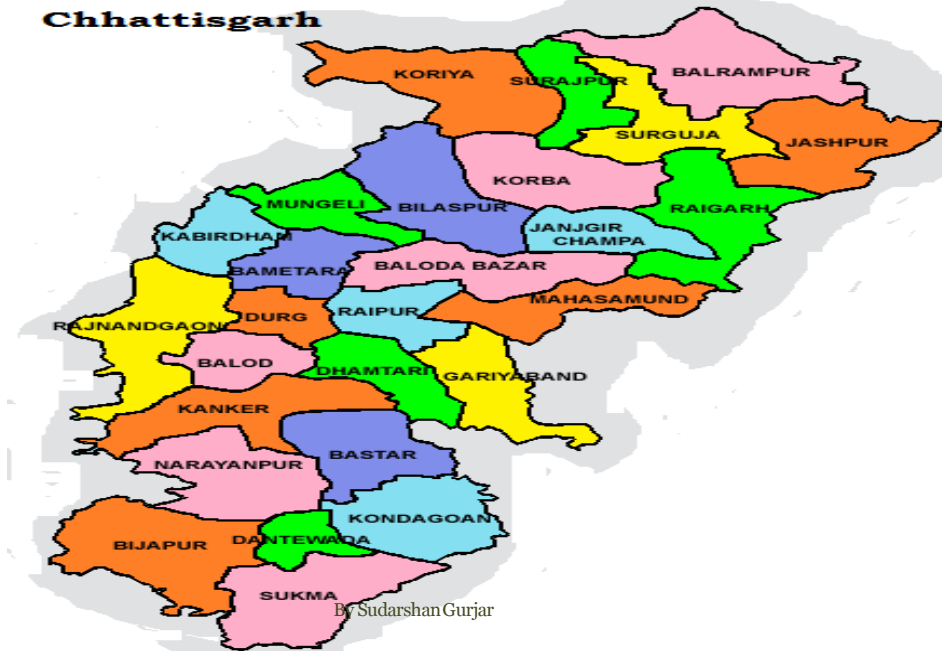 Chhattisgarh
KORIYA
SURAJPUR
BALRAMPUR
SURGUJA
JASHPUR
KORBA
MUNGELI
BILASPUR
RAIGARH
JANJGIR
CHAMPA
KABIRDHAM
BAMETARA
BALODA BAZAR
MAHASAMUND
RAJNANDGAON
DURG
RAIPUR
BALOD
DHAMTARI
GARIYABAND
KANKER
BASTAR
NARAYANPUR
KONDAGOAN
BIJAPUR
DANTEWADA
SUKMA
By Sudarshan Gurjar